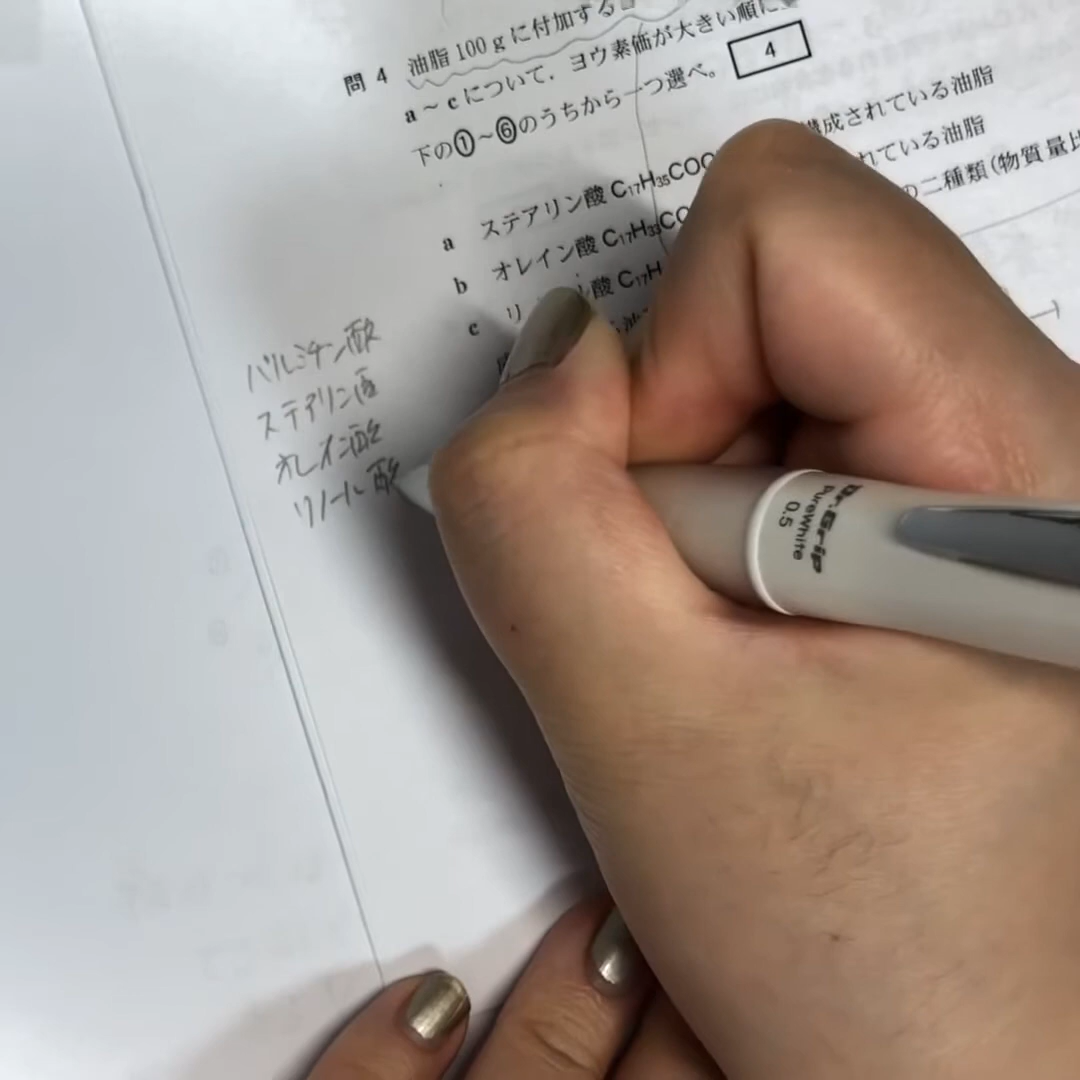 問 4 油脂 100 g に付加する
a ～ c について，ヨウ素価が大きい順に
下の①～⑥のうちから一つ選べ。 4
a ステアリン酸 C₁₇H₃₅COO 構成されている油脂
b オレイン酸 C₁₇H₃₃CO れている油脂
c リ 酸 C₁₇H の二種類(物質量比
パルミチン酸
ステアリン酸
オレイン酸
リノール酸
Dr.Grip
PureWhite
0.5